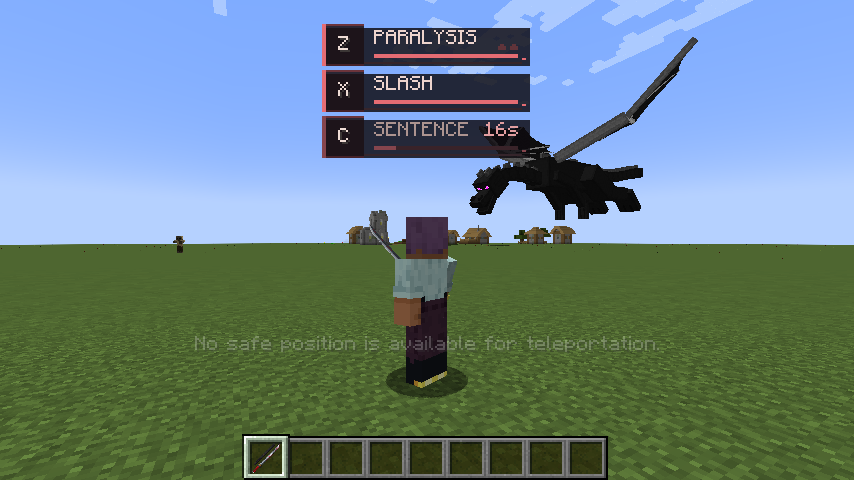 Z PARALYSIS
X SLASH
C SENTENCE 16s
No safe position is available for teleportation.